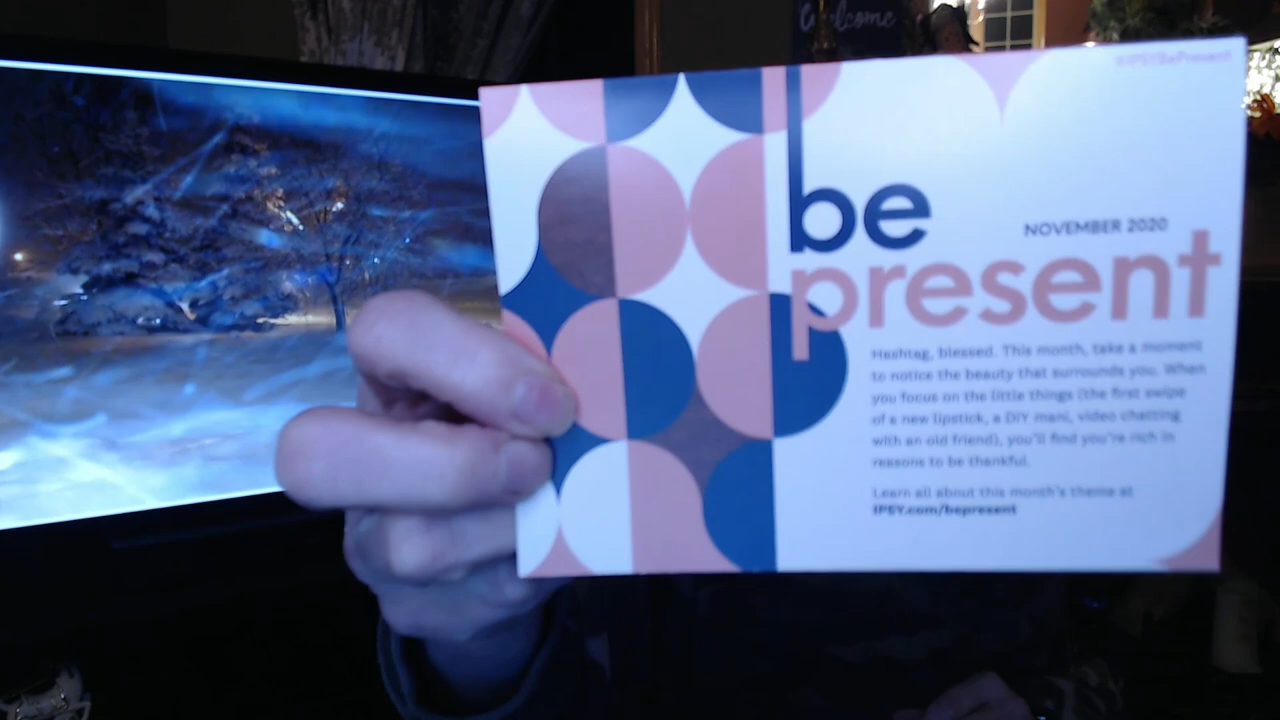 Welcome
#IPSYBePresent
be
NOVEMBER 2020
present
Hashtag, blessed. This month, take a moment
to notice the beauty that surrounds you. When
you focus on the little things (the first swipe
of a new lipstick, a DIY mani, video chatting
with an old friend), you'll find you're rich in
reasons to be thankful.
Learn all about this month's theme at
IPSY.com/bepresent